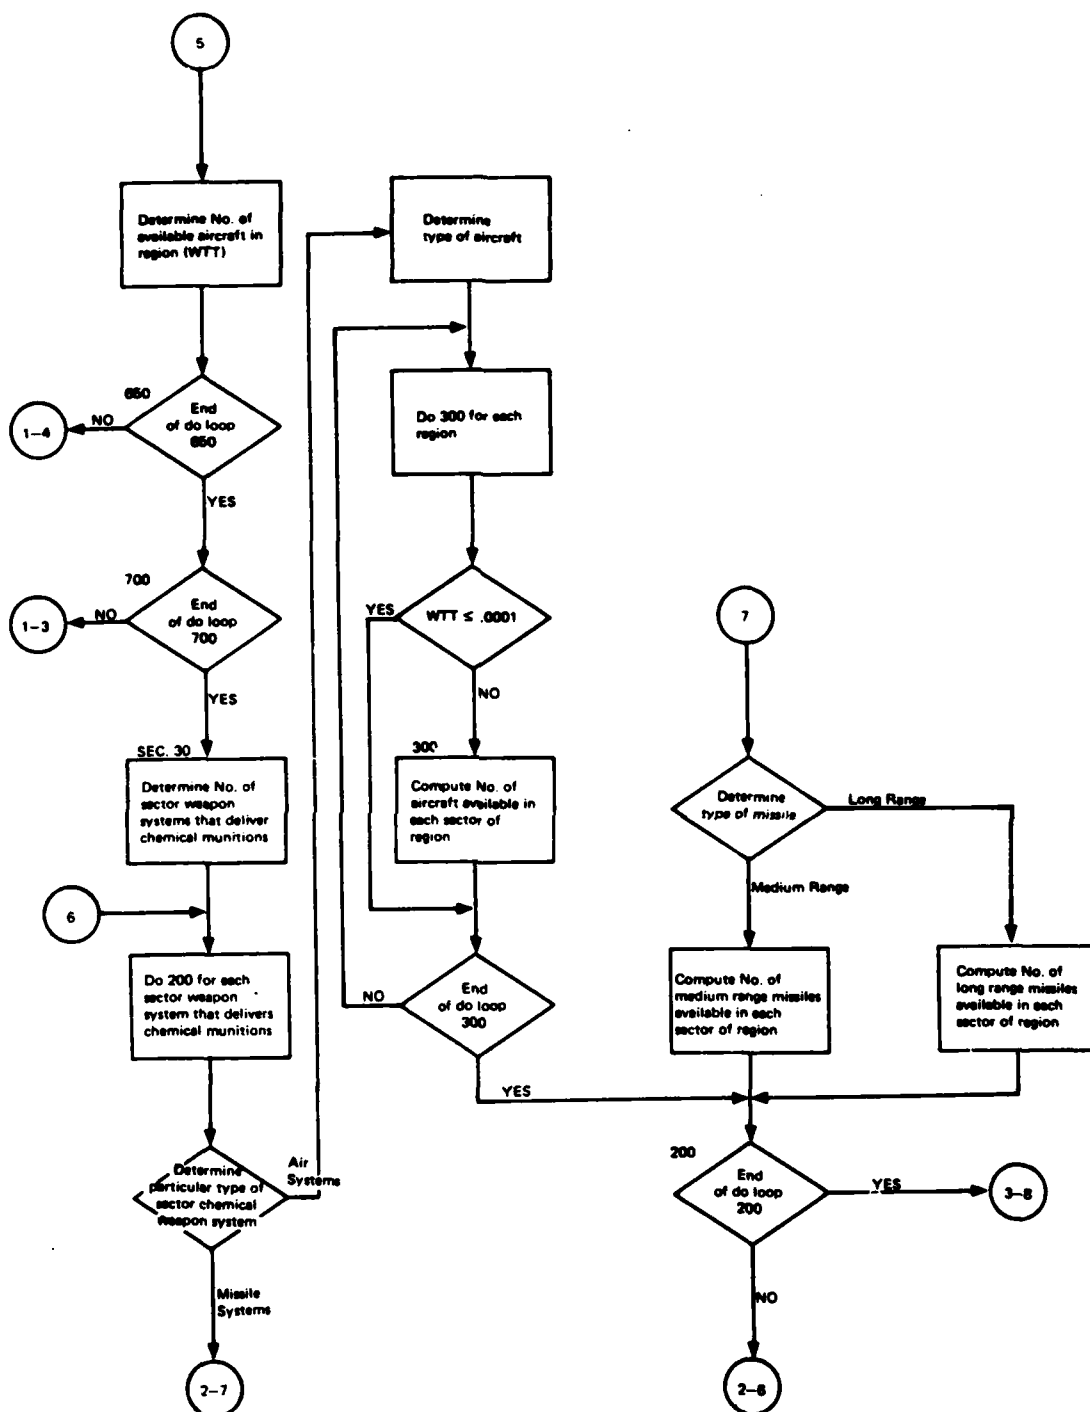 5
Determine No. of
available aircraft in
region (WTT)
650
End
of do loop
650
NO
1-4
YES
700
End
of do loop
700
NO
1-3
YES
SEC. 30
Determine No. of
sector weapon
systems that deliver
chemical munitions
6
Do 200 for each
sector weapon
system that delivers
chemical munitions
Determine
particular type of
sector chemical
weapon system
Air
Systems
Missile
Systems
2-7
Determine
type of aircraft
Do 300 for each
region
WTT ≤ .0001
YES
NO
300
Compute No. of
aircraft available in
each sector of
region
End
of do loop
300
NO
YES
7
Determine
type of missile
Long Range
Medium Range
Compute No. of
medium range missiles
available in each
sector of region
Compute No. of
long range missiles
available in each
sector of region
200
End
of do loop
200
YES
3-8
NO
2-6